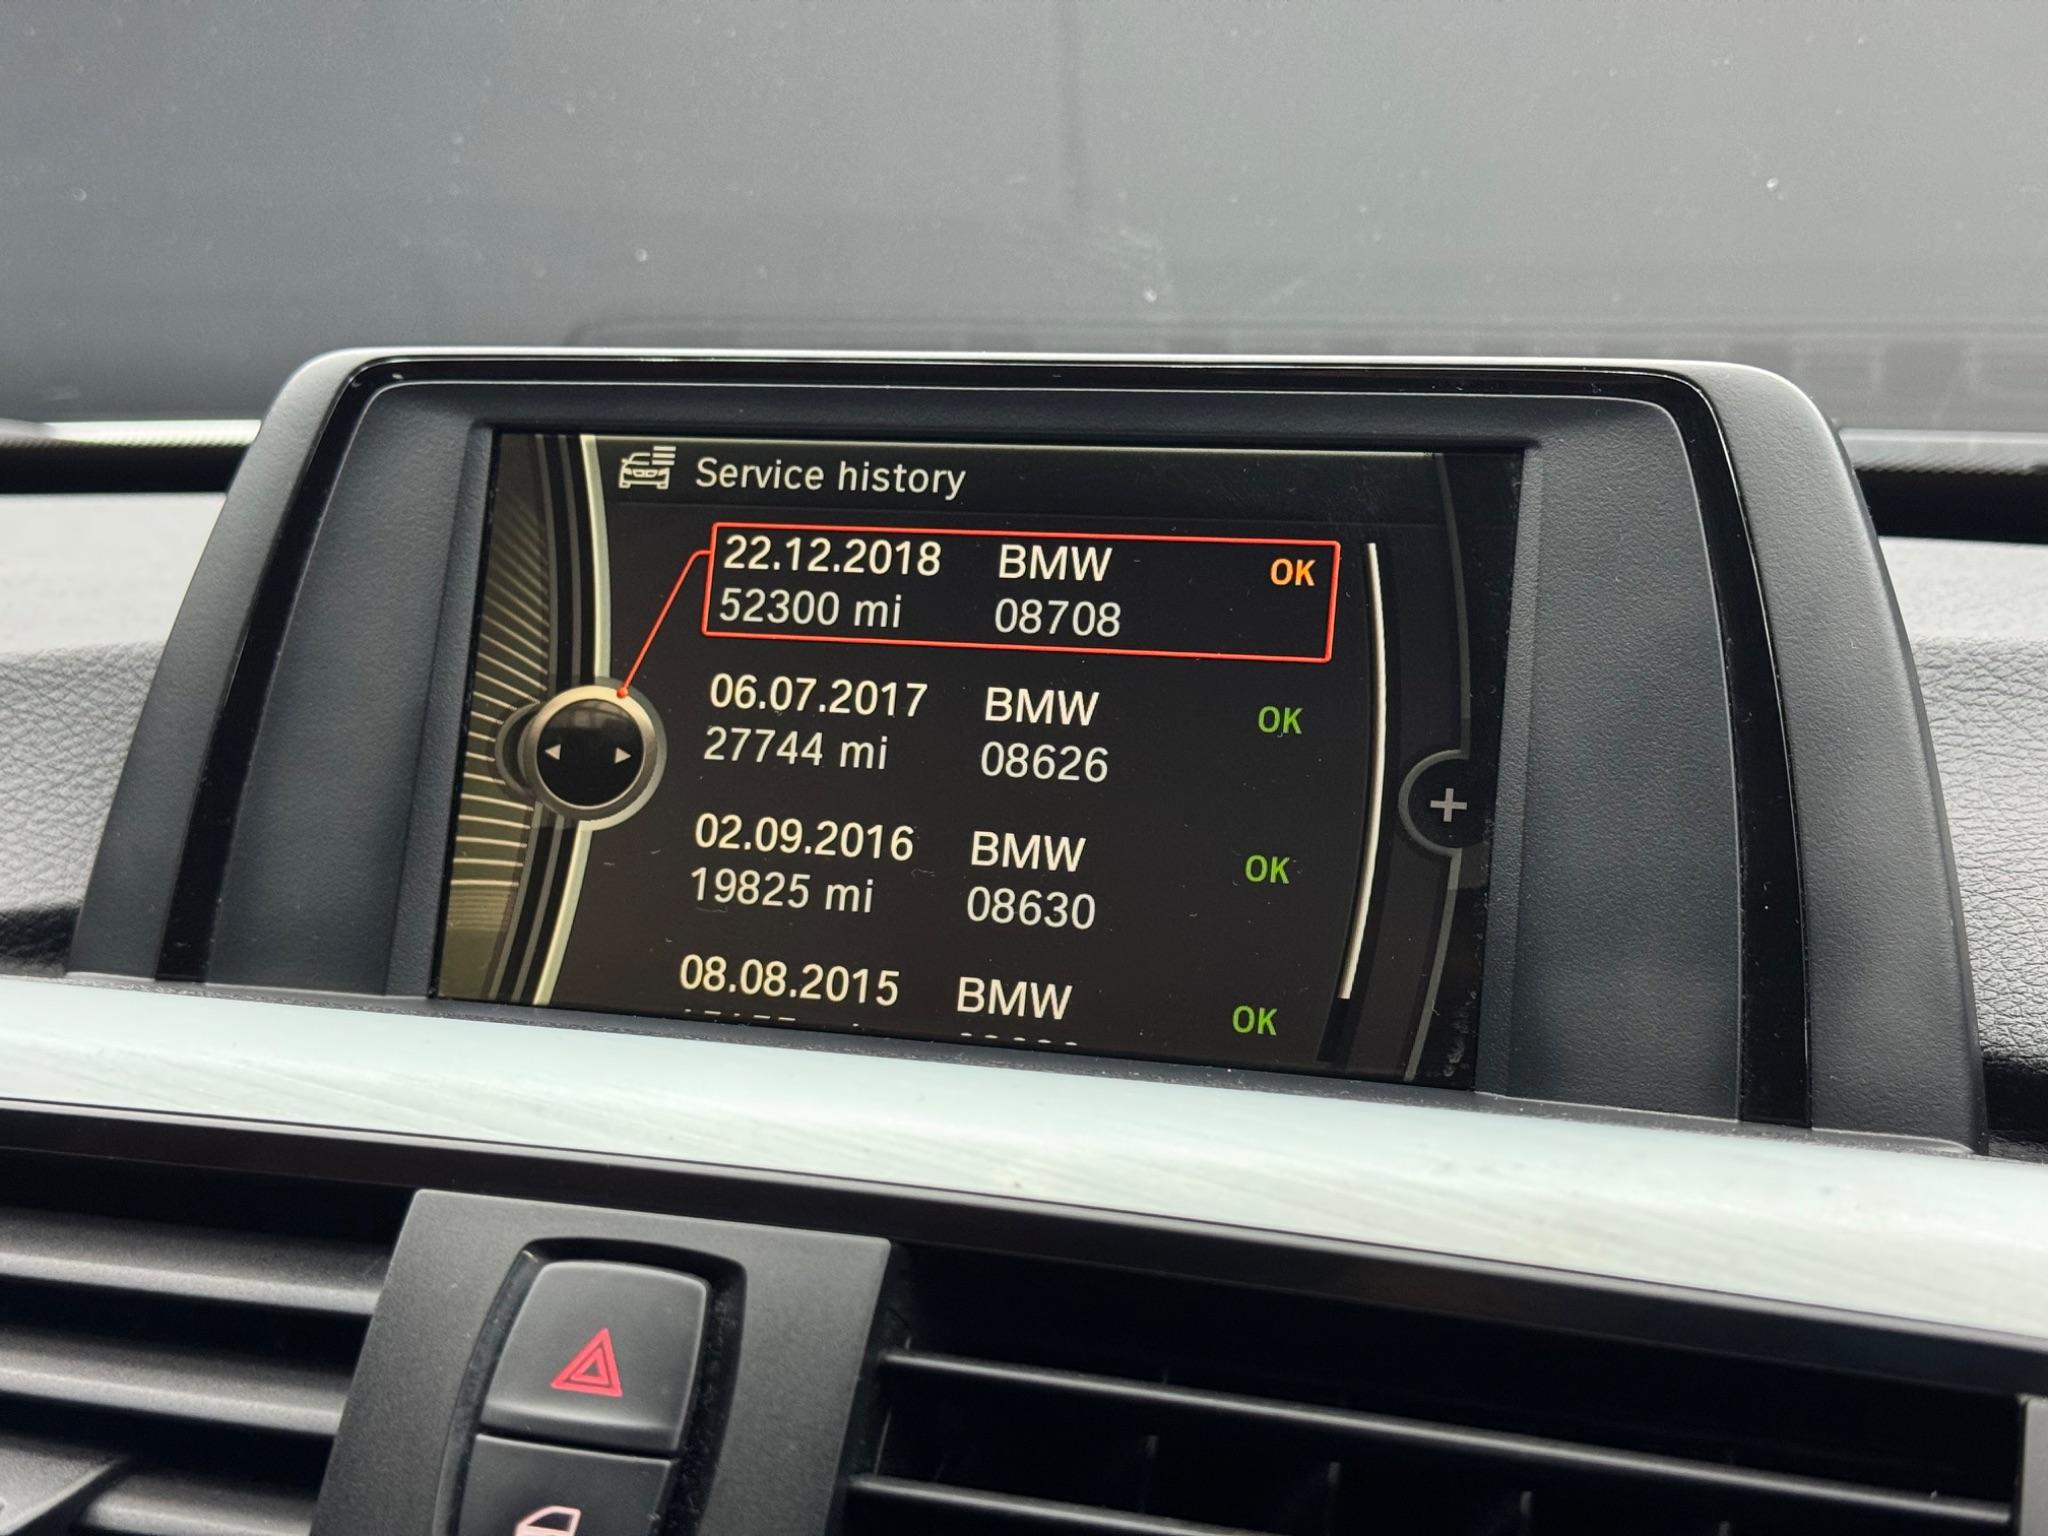 Service history
22.12.2018 BMW OK
52300 mi 08708
06.07.2017 BMW OK
27744 mi 08626
02.09.2016 BMW OK
19825 mi 08630
08.08.2015 BMW OK